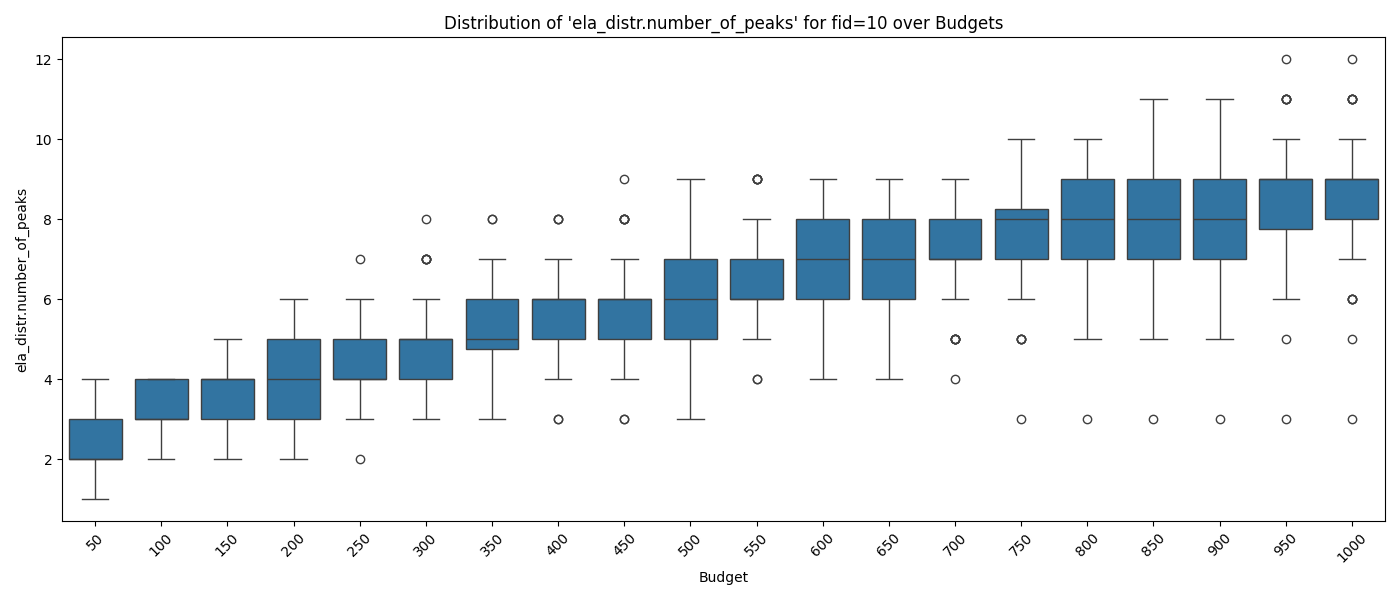 Distribution of 'ela_distr.number_of_peaks' for fid=10 over Budgets
ela_distr.number_of_peaks
12
10
8
6
4
2
50 100 150 200 250 300 350 400 450 500 550 600 650 700 750 800 850 900 950 1000
Budget